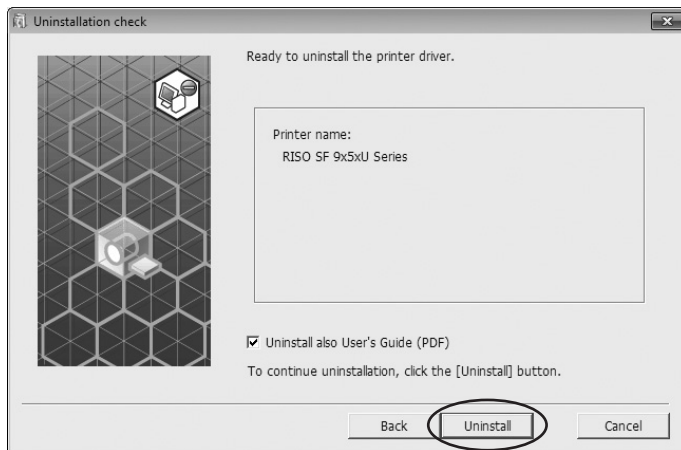 Uninstallation check
Ready to uninstall the printer driver.
Printer name:
RISO SF 9x5xU Series
Uninstall also User's Guide (PDF)
To continue uninstallation, click the [Uninstall] button.
Back Uninstall Cancel